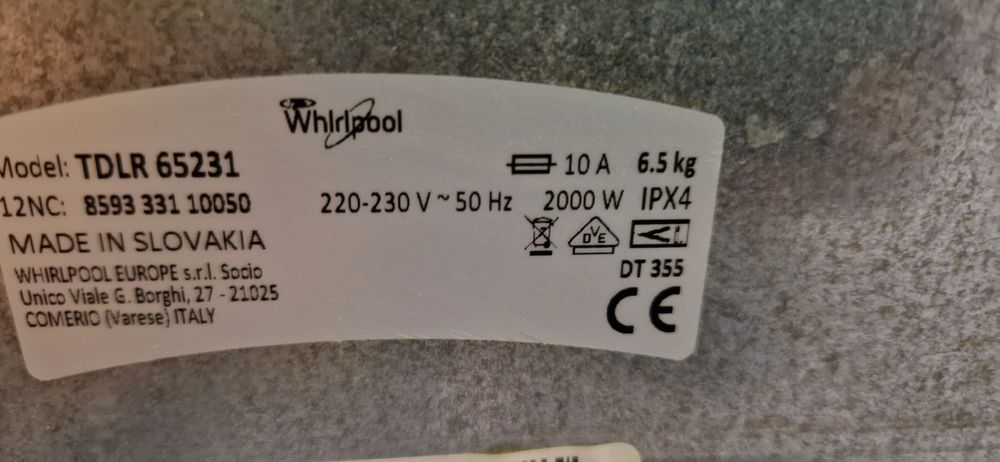 Whirlpool
Model: TDLR 65231
10 A 6.5 kg
12NC: 8593 331 10050
220-230 V ~ 50 Hz 2000 W IPX4
MADE IN SLOVAKIA
DVE
WHIRLPOOL EUROPE s.r.l. Socio
DT 355
Unico Viale G. Borghi, 27 - 21025
COMERIO (Varese) ITALY
CE